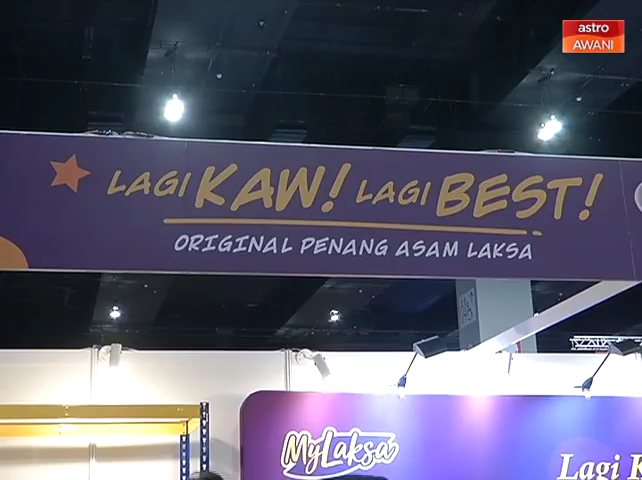 astro
AWANI
LAGI KAW! LAGI BEST!
ORIGINAL PENANG ASAM LAKSA
MyLaksa
Lagi K